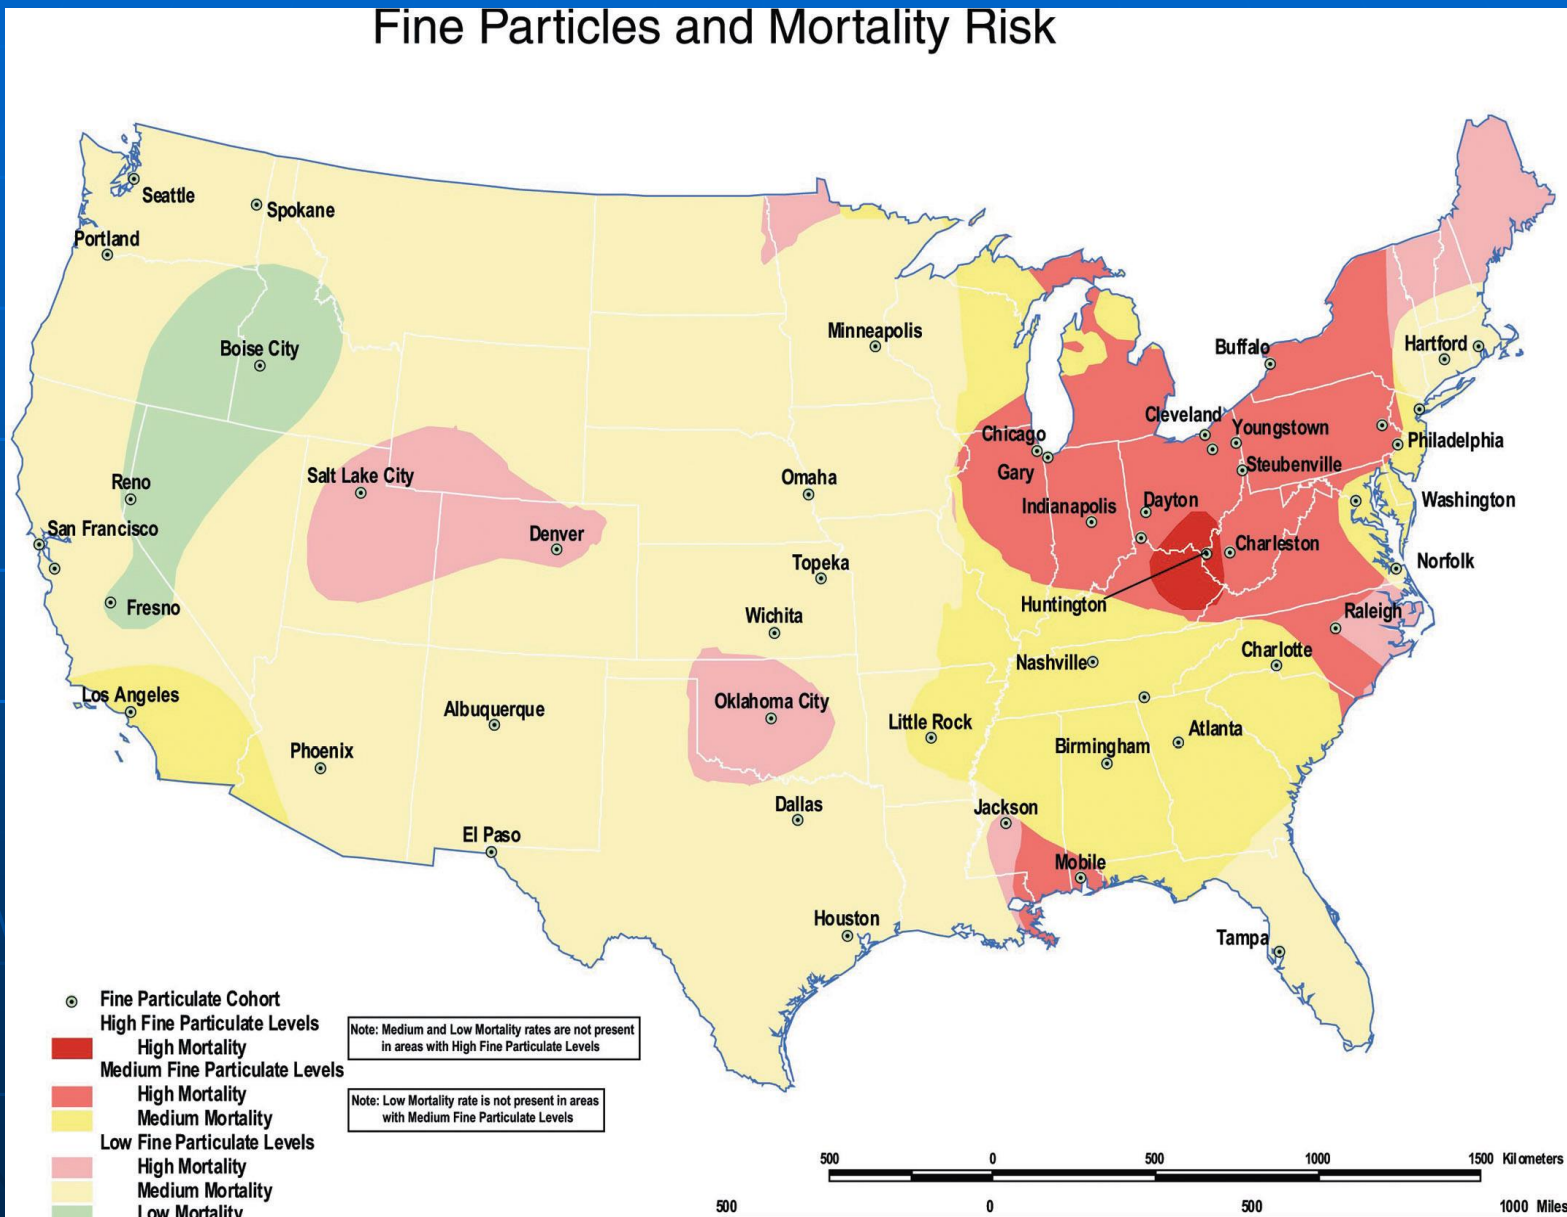 Fine Particles and Mortality Risk
Seattle
Spokane
Portland
Boise City
Minneapolis
Buffalo
Hartford
Cleveland
Youngstown
Chicago
Philadelphia
Gary
Steubenville
Reno
Salt Lake City
Omaha
Indianapolis
Dayton
Washington
San Francisco
Denver
Charleston
Topeka
Norfolk
Fresno
Huntington
Wichita
Raleigh
Nashville
Charlotte
Los Angeles
Albuquerque
Oklahoma City
Little Rock
Atlanta
Phoenix
Birmingham
Dallas
Jackson
El Paso
Mobile
Houston
Tampa
Fine Particulate Cohort
High Fine Particulate Levels
High Mortality
Note: Medium and Low Mortality rates are not present
in areas with High Fine Particulate Levels
Medium Fine Particulate Levels
High Mortality
Medium Mortality
Note: Low Mortality rate is not present in areas
with Medium Fine Particulate Levels
Low Fine Particulate Levels
High Mortality
Medium Mortality
Low Mortality
500 0 500 1000 1500 Kilometers
500 0 500 1000 Miles